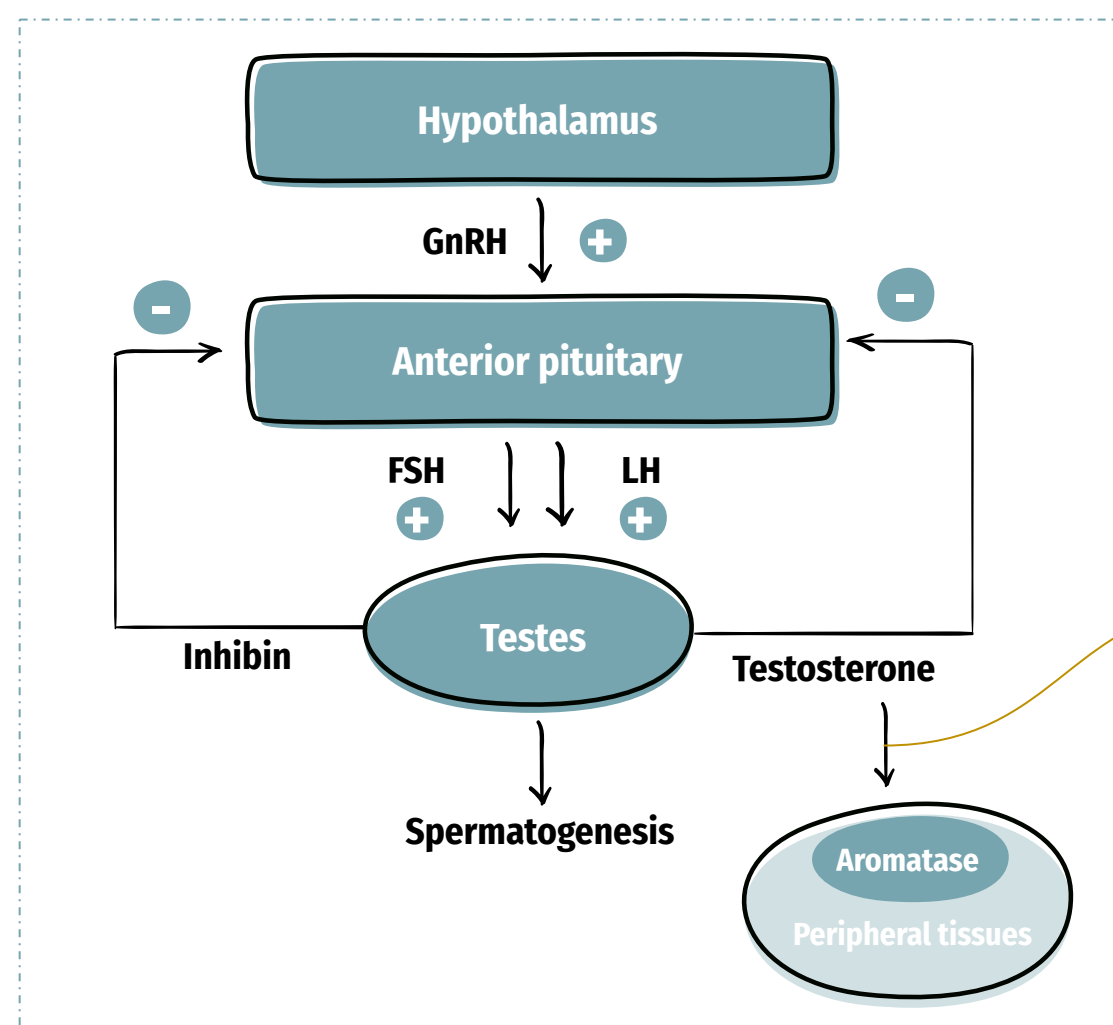 Hypothalamus
GnRH +
- -
Anterior pituitary
FSH LH
+ +
Testes
Inhibin
Testosterone
Spermatogenesis
Aromatase
Peripheral tissues